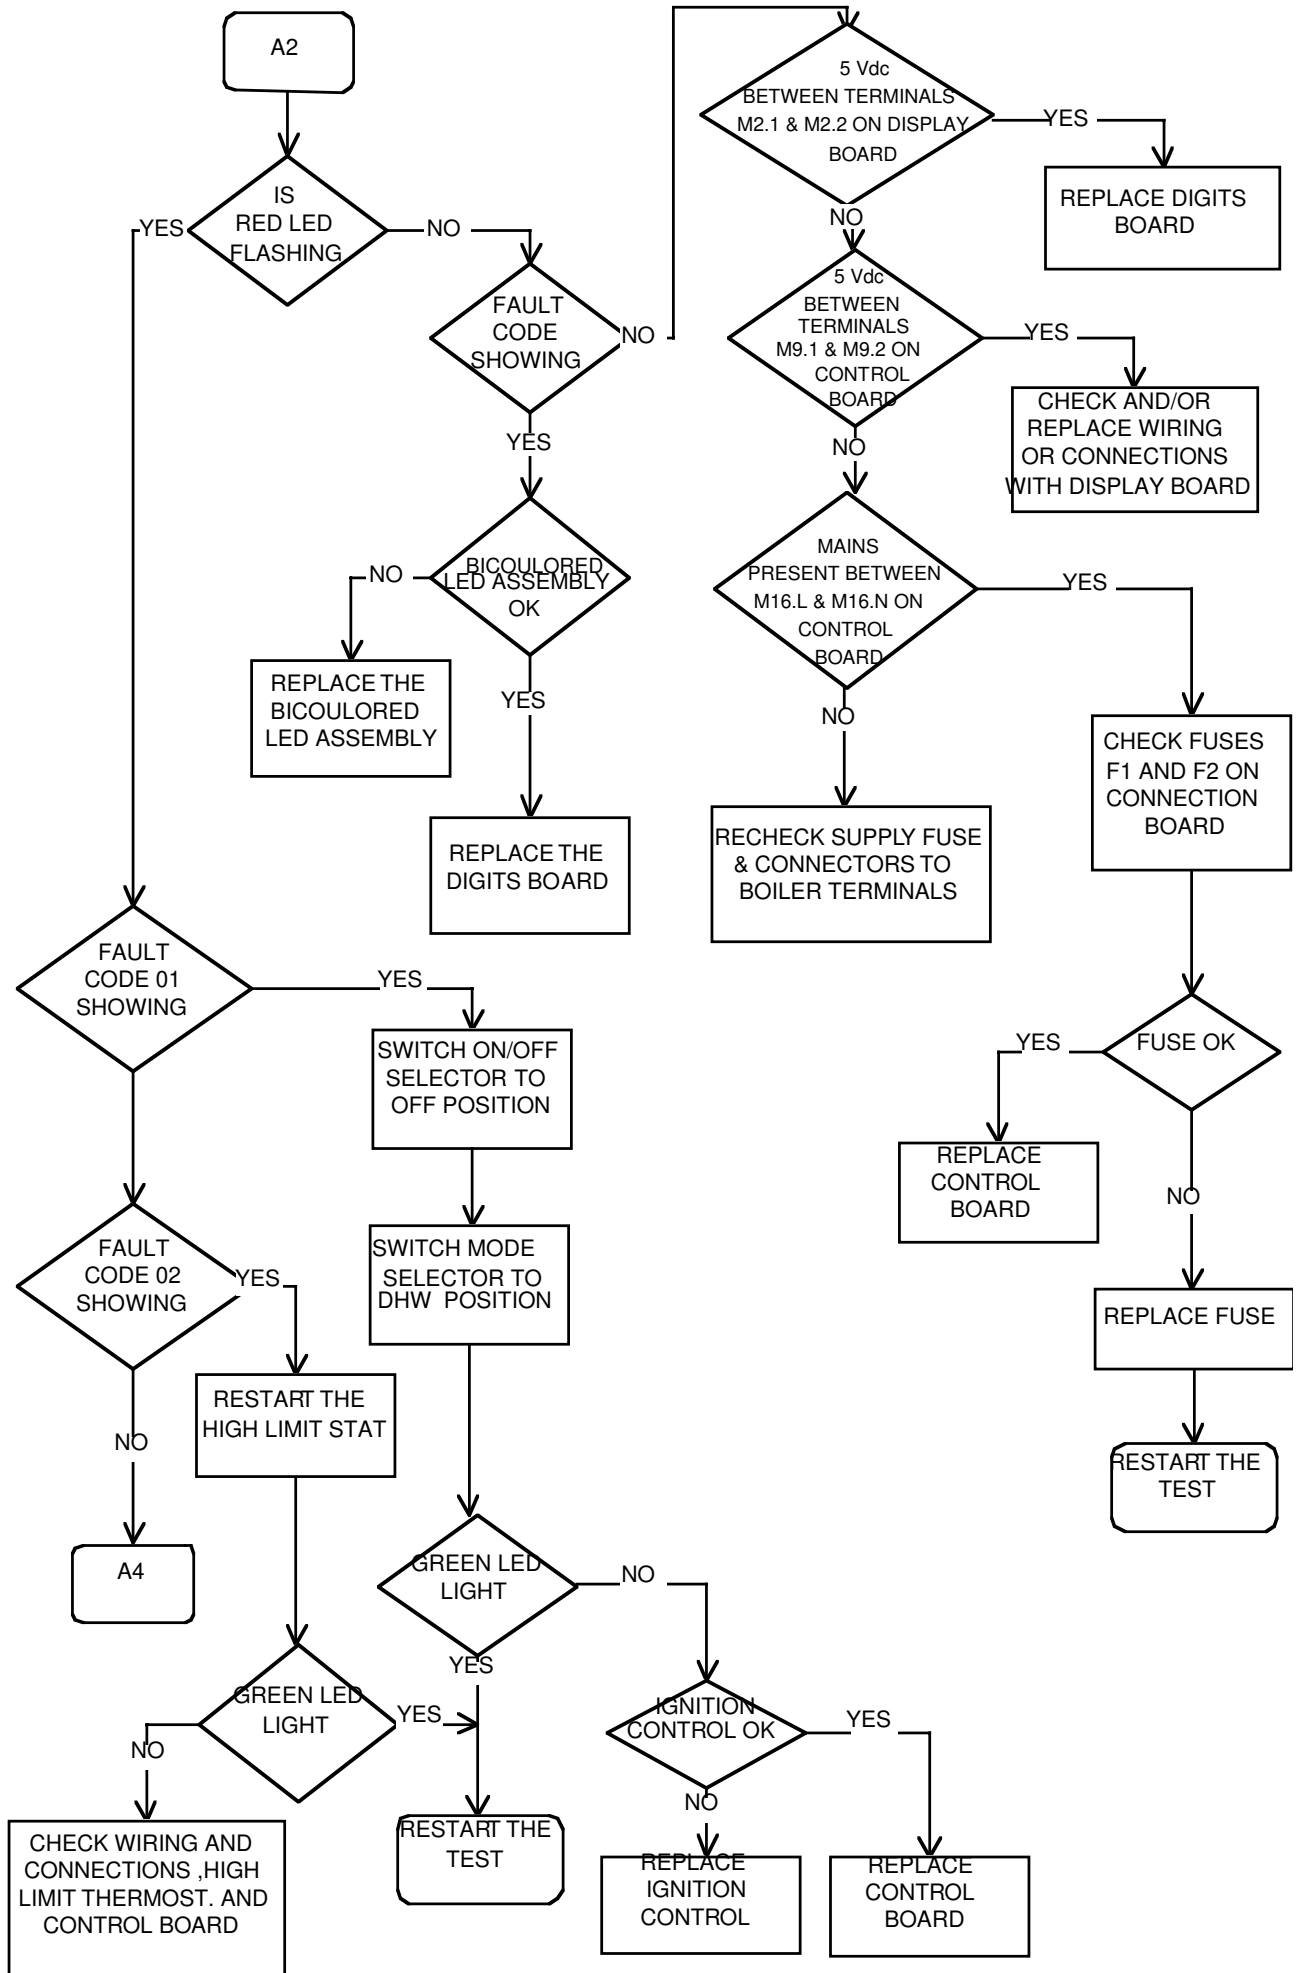 A2
IS
RED LED
FLASHING
YES
NO
FAULT
CODE
SHOWING
NO
YES
BICOULORED
LED ASSEMBLY
OK
NO
REPLACE THE
BICOULORED
LED ASSEMBLY
YES
REPLACE THE
DIGITS BOARD
5 Vdc
BETWEEN TERMINALS
M2.1 & M2.2 ON DISPLAY
BOARD
YES
REPLACE DIGITS
BOARD
NO
5 Vdc
BETWEEN
TERMINALS
M9.1 & M9.2 ON
CONTROL
BOARD
YES
CHECK AND/OR
REPLACE WIRING
OR CONNECTIONS
WITH DISPLAY BOARD
NO
MAINS
PRESENT BETWEEN
M16.L & M16.N ON
CONTROL
BOARD
YES
NO
RECHECK SUPPLY FUSE
& CONNECTORS TO
BOILER TERMINALS
CHECK FUSES
F1 AND F2 ON
CONNECTION
BOARD
FUSE OK
YES
REPLACE
CONTROL
BOARD
NO
REPLACE FUSE
RESTART THE
TEST
FAULT
CODE 01
SHOWING
YES
SWITCH ON/OFF
SELECTOR TO
OFF POSITION
SWITCH MODE
SELECTOR TO
DHW POSITION
FAULT
CODE 02
SHOWING
YES
RESTART THE
HIGH LIMIT STAT
NO
A4
GREEN LED
LIGHT
NO
YES
GREEN LED
LIGHT
YES
NO
CHECK WIRING AND
CONNECTIONS ,HIGH
LIMIT THERMOST. AND
CONTROL BOARD
RESTART THE
TEST
IGNITION
CONTROL OK
YES
NO
REPLACE
IGNITION
CONTROL
REPLACE
CONTROL
BOARD